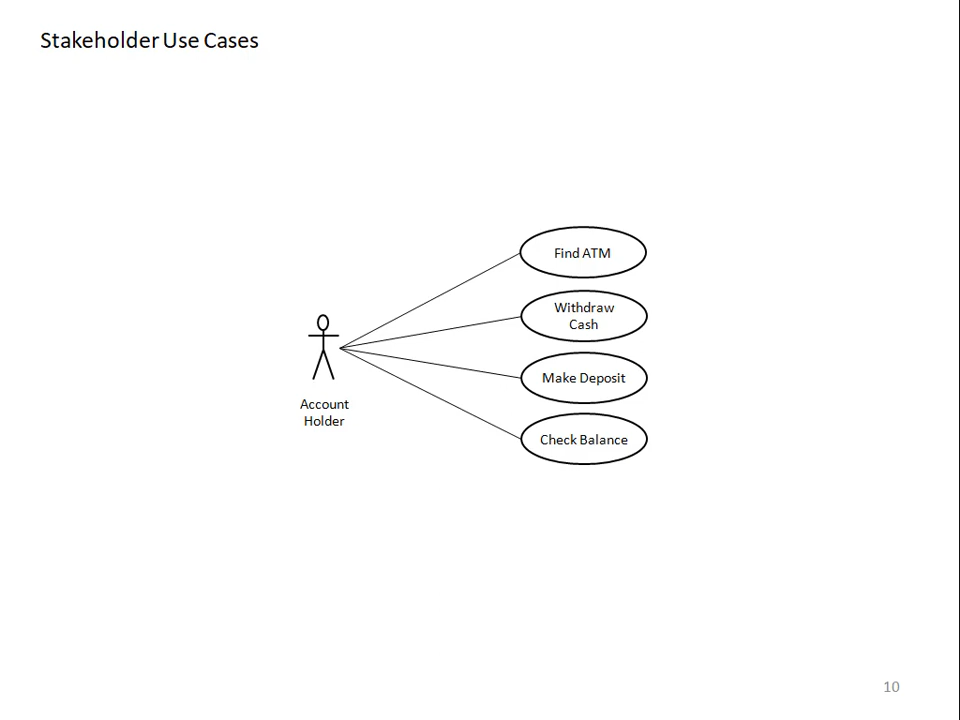 Stakeholder Use Cases
Find ATM
Withdraw
Cash
Make Deposit
Check Balance
Account
Holder
10